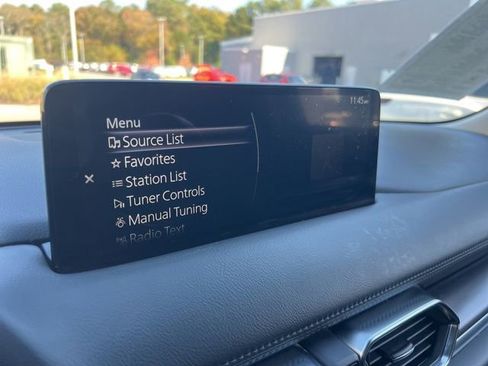 11:45
Menu
Source List
Favorites
Station List
Tuner Controls
Manual Tuning
Radio Text